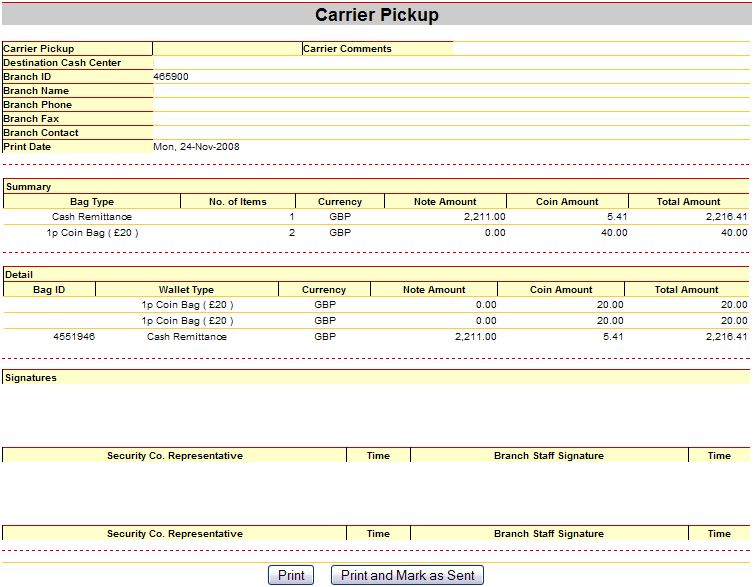 Carrier Pickup
Carrier Pickup Carrier Comments
Destination Cash Center
Branch ID 465900
Branch Name
Branch Phone
Branch Fax
Branch Contact
Print Date Mon, 24-Nov-2008
Summary
Bag Type No. of Items Currency Note Amount Coin Amount Total Amount
Cash Remittance 1 GBP 2,211.00 5.41 2,216.41
1p Coin Bag ( £20 ) 2 GBP 0.00 40.00 40.00
Detail
Bag ID Wallet Type Currency Note Amount Coin Amount Total Amount
1p Coin Bag ( £20 ) GBP 0.00 20.00 20.00
1p Coin Bag ( £20 ) GBP 0.00 20.00 20.00
4551946 Cash Remittance GBP 2,211.00 5.41 2,216.41
Signatures
Security Co. Representative Time Branch Staff Signature Time
Security Co. Representative Time Branch Staff Signature Time
Print Print and Mark as Sent